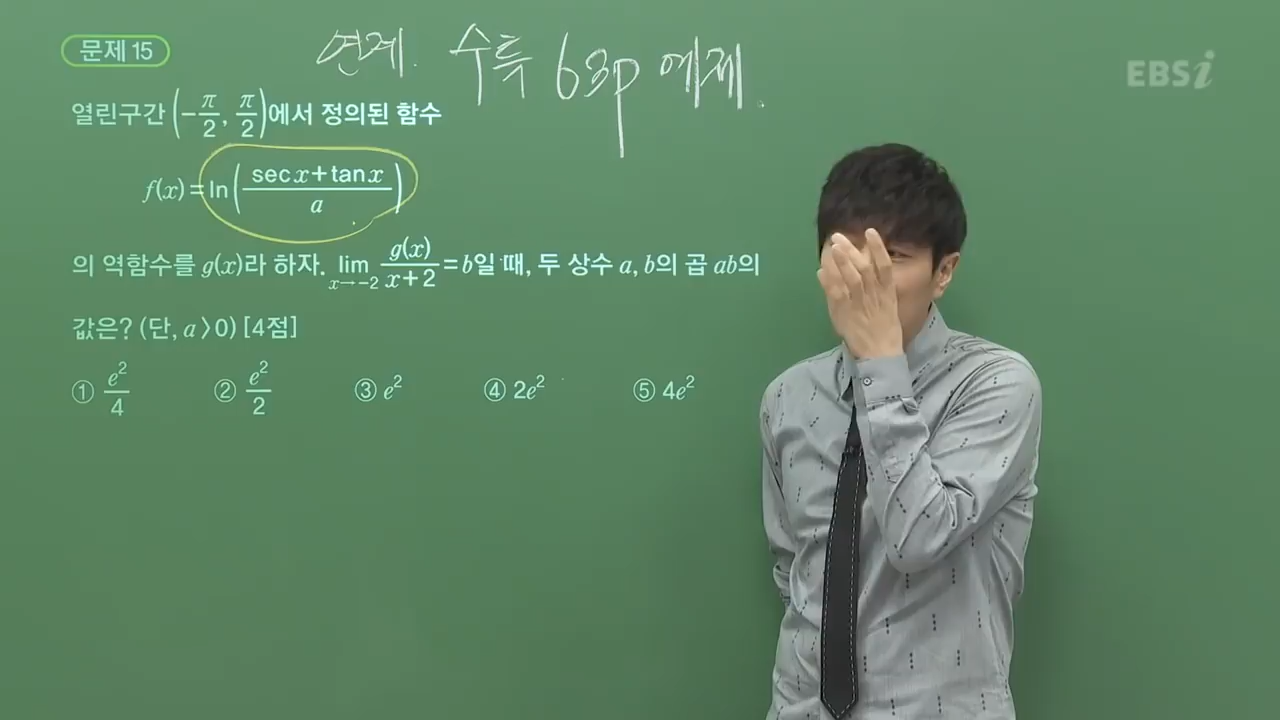 문제 15
연계. 수특 63p 예제.
EBSi
열린구간 (-π/2, π/2)에서 정의된 함수
f(x)=ln(secx+tanx/a)
의 역함수를 g(x)라 하자. lim x→-2 g(x)/x+2=b일 때, 두 상수 a, b의 곱 ab의
값은? (단, a>0) [4점]
① e²/4 ② e²/2 ③ e² ④ 2e² ⑤ 4e²